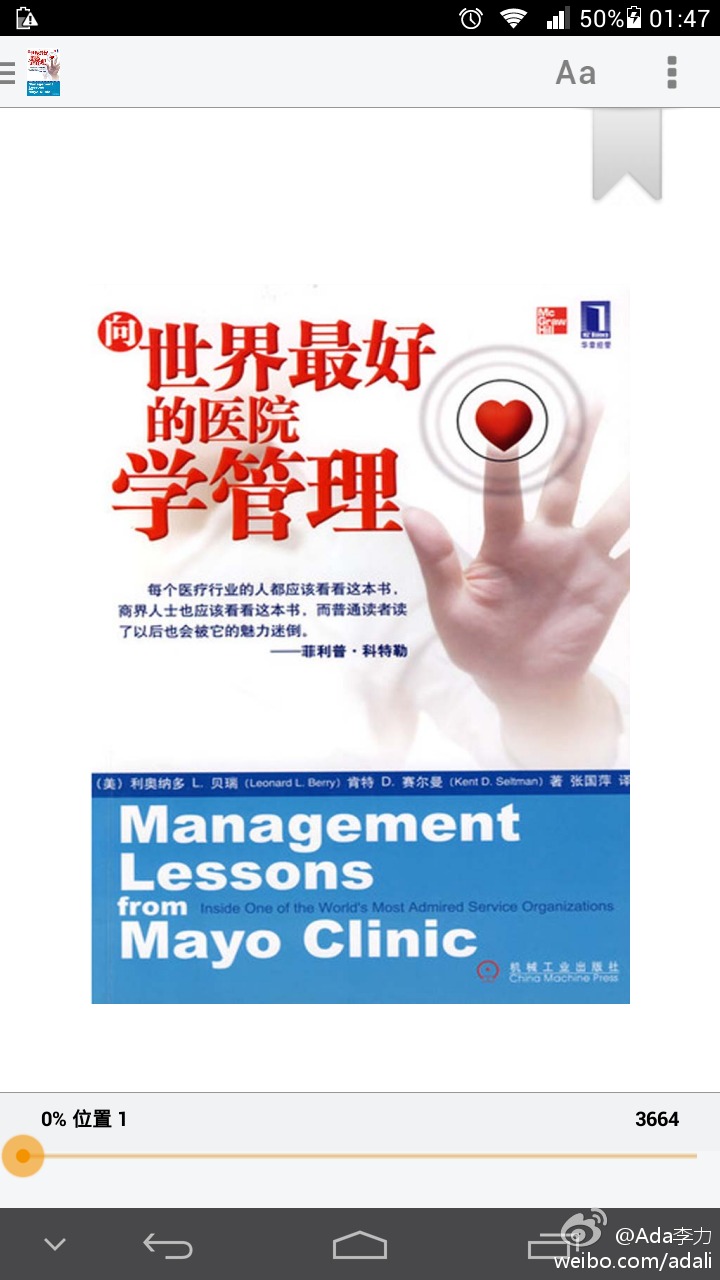 50% 01:47
Aa
向
世界最好
的医院
学管理
Mc
Graw
Hill
华章经管
每个医疗行业的人都应该看看这本书，
商界人士也应该看看这本书，而普通读者读
了以后也会被它的魅力迷倒。
——菲利普·科特勒
（美）利奥纳多 L. 贝瑞（Leonard L. Berry）肯特 D. 赛尔曼（Kent D. Seltman）著 张国萍 译
Management
Lessons
from Inside One of the World's Most Admired Service Organizations
Mayo Clinic
机械工业出版社
China Machine Press
0% 位置 1
3664
@Ada李力
weibo.com/adali